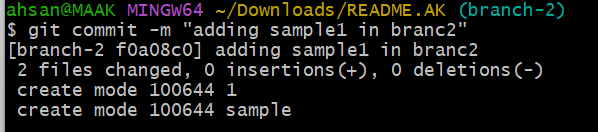 ahsan@MAAK MINGW64 ~/Downloads/README.AK (branch-2)
$ git commit -m "adding sample1 in branc2"
[branch-2 f0a08c0] adding sample1 in branc2
 2 files changed, 0 insertions(+), 0 deletions(-)
 create mode 100644 1
 create mode 100644 sample